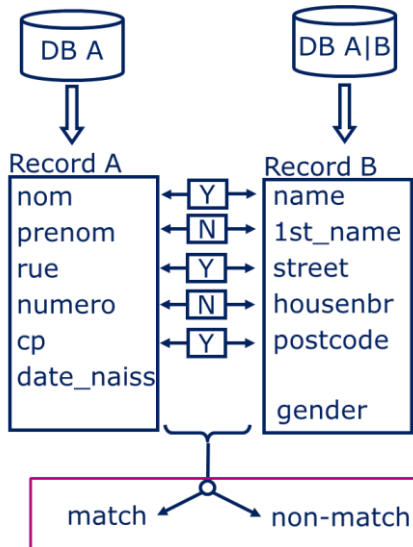 DB A
DB A|B
Record A
Record B
nom Y name
prenom N 1st_name
rue Y street
numero N housenbr
cp Y postcode
date_naiss
gender
match
non-match